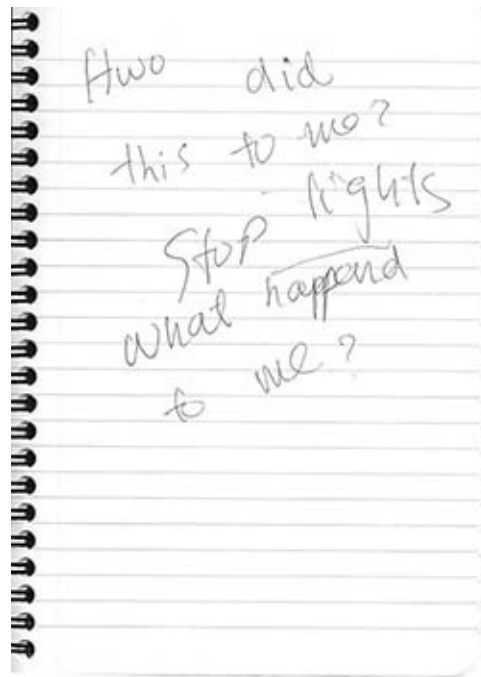 Hwo did
this to me?
Stop lights
what happend
to me?